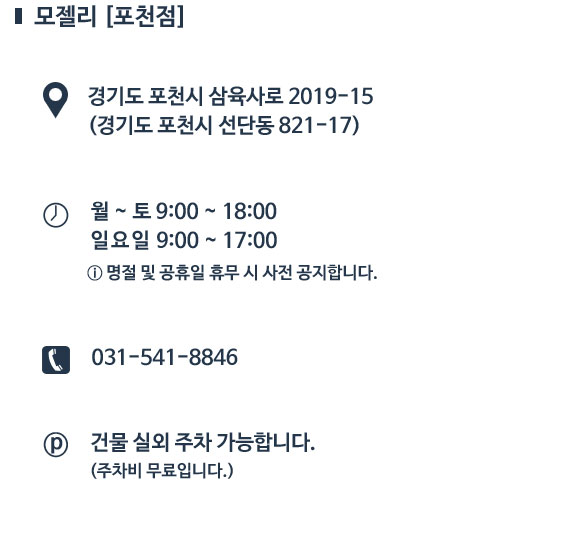 모젤리 [포천점]
경기도 포천시 삼육사로 2019-15
(경기도 포천시 선단동 821-17)
월 ~ 토 9:00 ~ 18:00
일요일 9:00 ~ 17:00
ⓘ 명절 및 공휴일 휴무 시 사전 공지합니다.
031-541-8846
ⓟ 건물 실외 주차 가능합니다.
(주차비 무료입니다.)